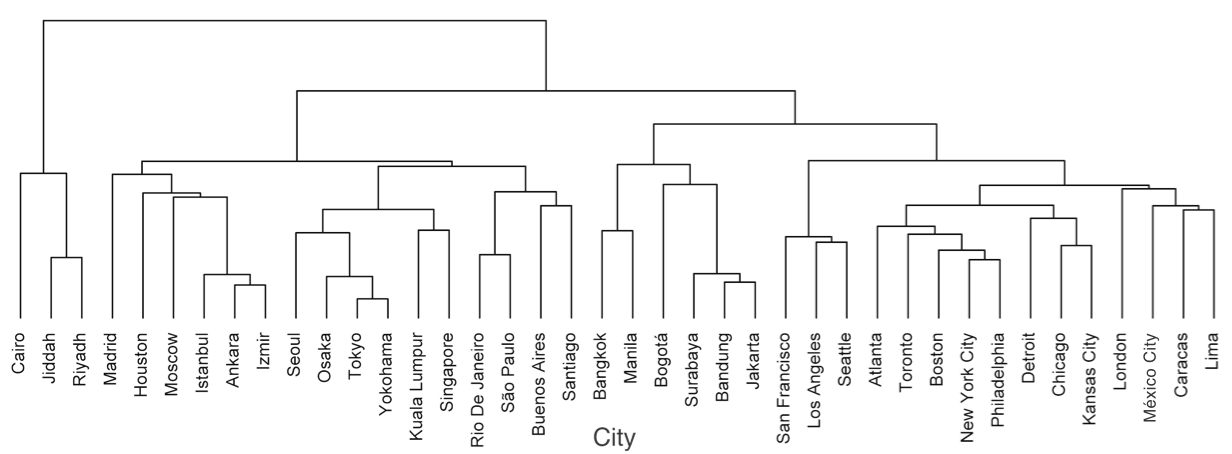 Cairo
Jiddah
Riyadh
Madrid
Houston
Moscow
Istanbul
Ankara
Izmir
Seoul
Osaka
Tokyo
Yokohama
Kuala Lumpur
Singapore
Rio De Janeiro
São Paulo
Buenos Aires
Santiago
Bangkok
Manila
Bogotá
Surabaya
Bandung
Jakarta
San Francisco
Los Angeles
Seattle
Atlanta
Toronto
Boston
New York City
Philadelphia
Detroit
Chicago
Kansas City
London
México City
Caracas
Lima
City